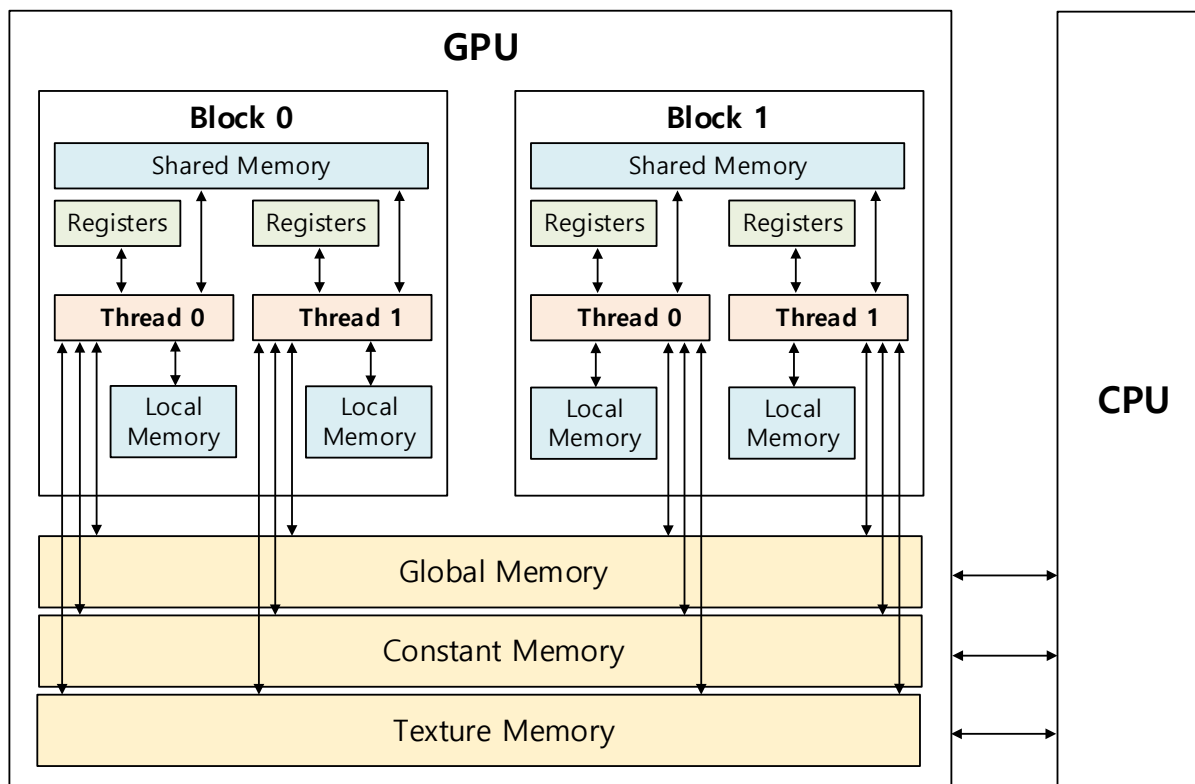 GPU
Block 0
Shared Memory
Registers
Registers
Thread 0
Thread 1
Local
Memory
Local
Memory
Block 1
Shared Memory
Registers
Registers
Thread 0
Thread 1
Local
Memory
Local
Memory
Global Memory
Constant Memory
Texture Memory
CPU